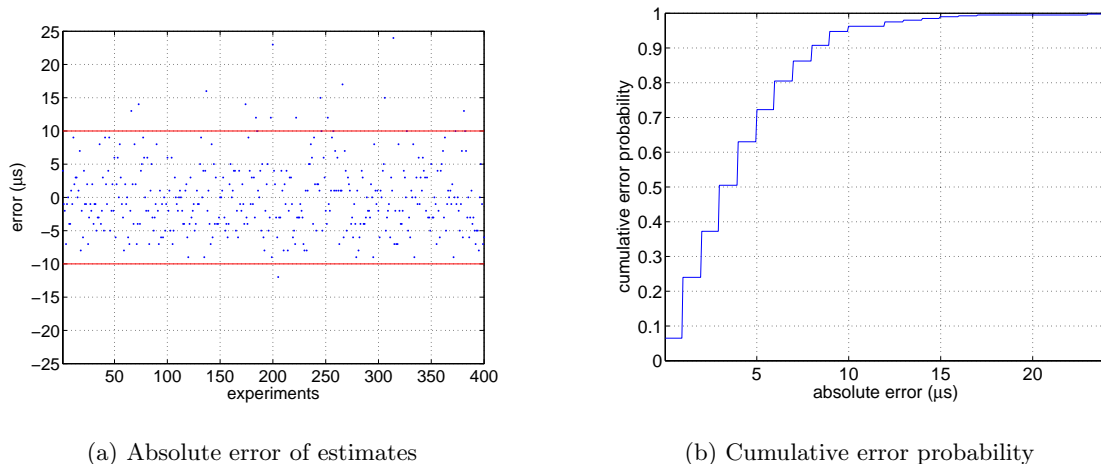 25
20
15
10
5
0
−5
−10
−15
−20
−25
error (μs)
50 100 150 200 250 300 350 400
experiments
(a) Absolute error of estimates
1
0.9
0.8
0.7
0.6
0.5
0.4
0.3
0.2
0.1
0
cumulative error probability
5 10 15 20
absolute error (μs)
(b) Cumulative error probability